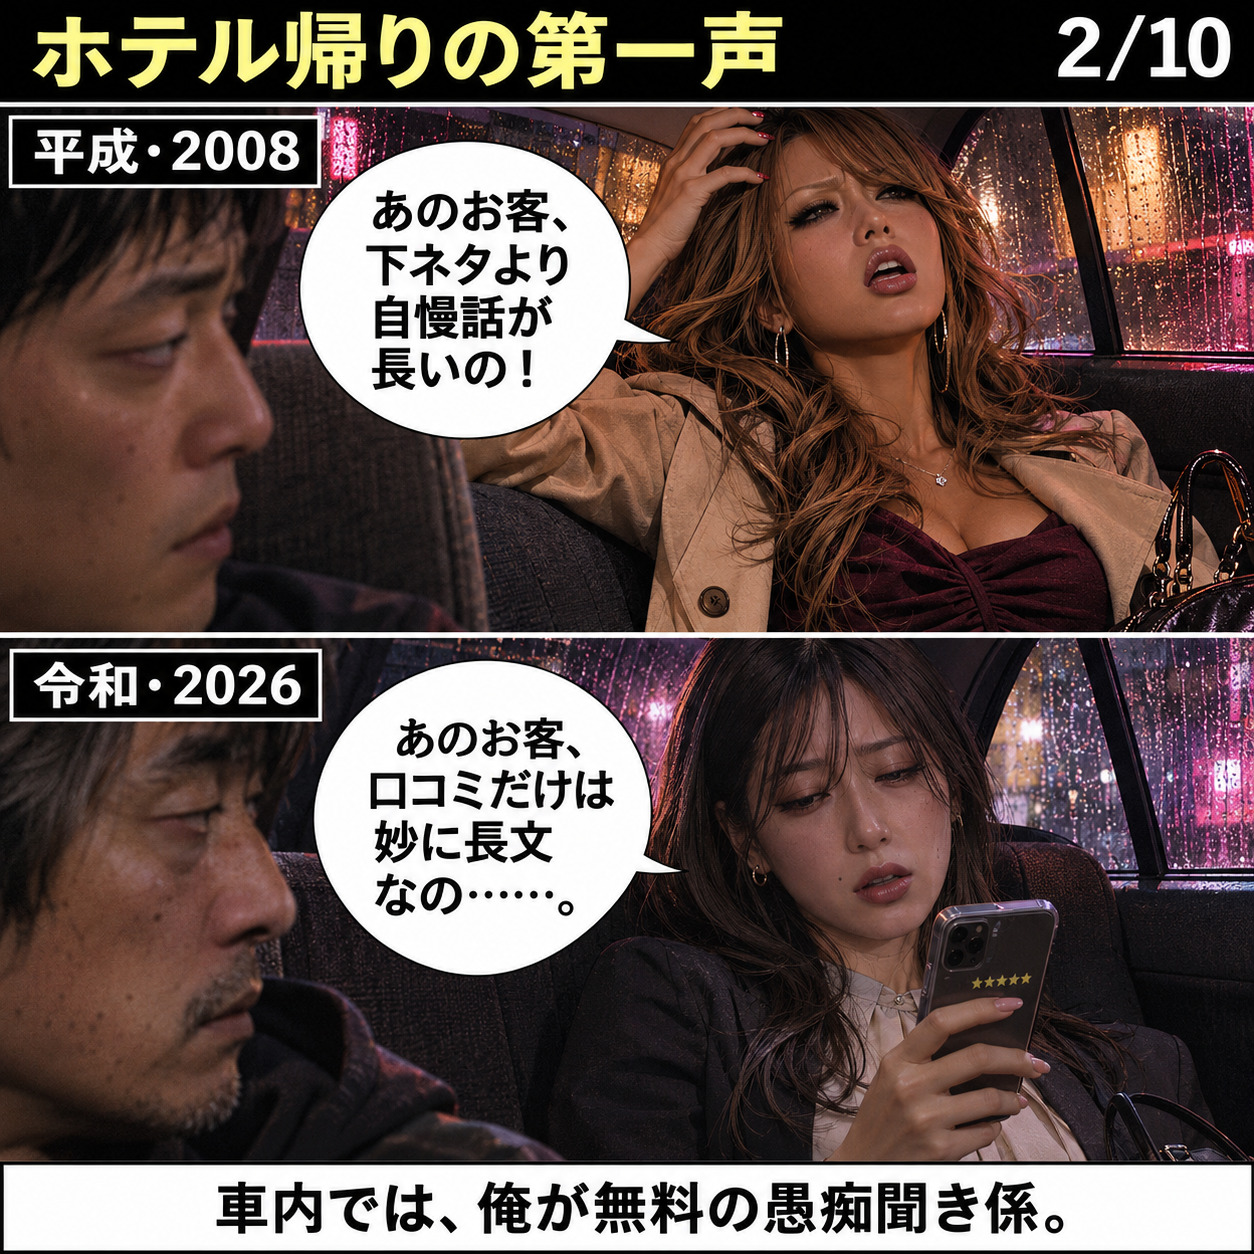 ホテル帰りの第一声
2/10
平成・2008
あのお客、
下ネタより
自慢話が
長いの！
令和・2026
あのお客、
口コミだけは
妙に長文
なの……。
★★★★★
車内では、俺が無料の愚痴聞き係。